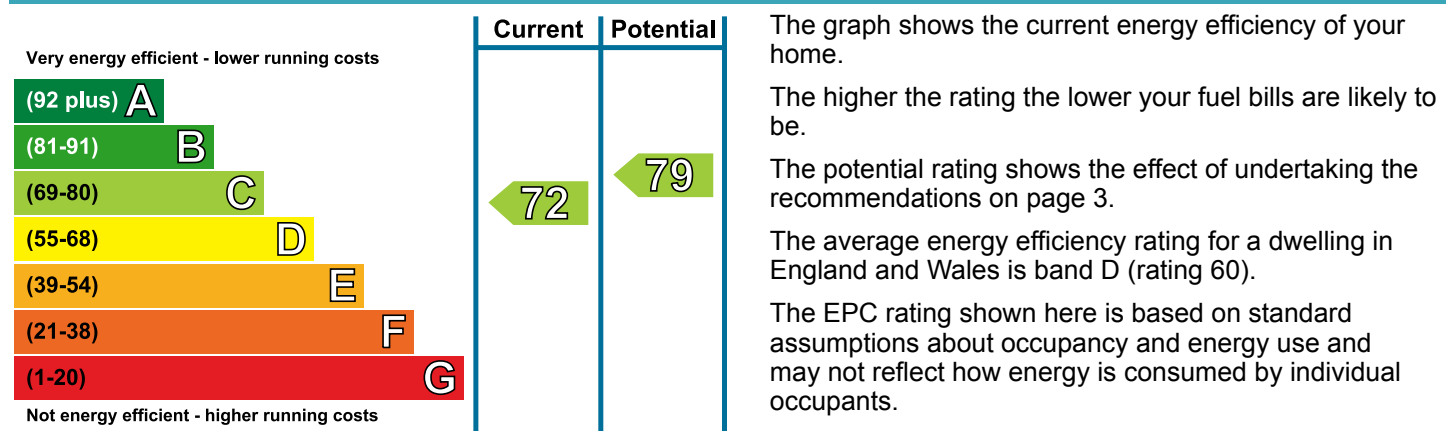 Current Potential
Very energy efficient - lower running costs
(92 plus) A
(81-91) B
(69-80) C
(55-68) D
(39-54) E
(21-38) F
(1-20) G
Not energy efficient - higher running costs
72
79
The graph shows the current energy efficiency of your
home.
The higher the rating the lower your fuel bills are likely to
be.
The potential rating shows the effect of undertaking the
recommendations on page 3.
The average energy efficiency rating for a dwelling in
England and Wales is band D (rating 60).
The EPC rating shown here is based on standard
assumptions about occupancy and energy use and
may not reflect how energy is consumed by individual
occupants.